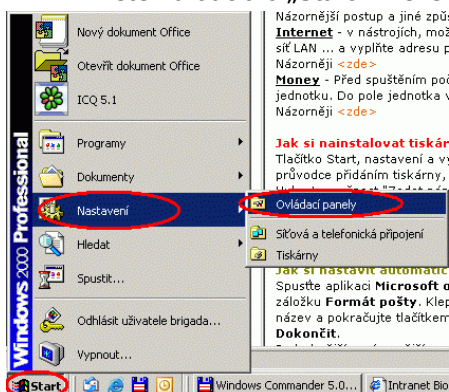 Nový dokument Office
Otevřít dokument Office
ICQ 5.1
Programy
Dokumenty
Nastavení
Hledat
Spustit...
Odhlásit uživatele brigada...
Vypnout...
Windows 2000 Professional
Ovládací panely
Síťová a telefonická připojení
Tiskárny
Názornější postup a jiné způs
Internet - v nástrojích, mož
síť LAN ... a vyplňte adresu p
Názorněji <zde>
Money - Před spuštěním poč
jednotku. Do pole jednotka v
Názorněji <zde>
Jak si nainstalovat tiskár
Tlačítko Start, nastavení a vy
průvodce přidáním tiskárny,
Jak si nastavit automatic
Spusťte aplikaci Microsoft o
záložku Formát pošty. Klep
název a pokračujte tlačítkem
Dokončit.
Start
Windows Commander 5.0...
Intranet Bio